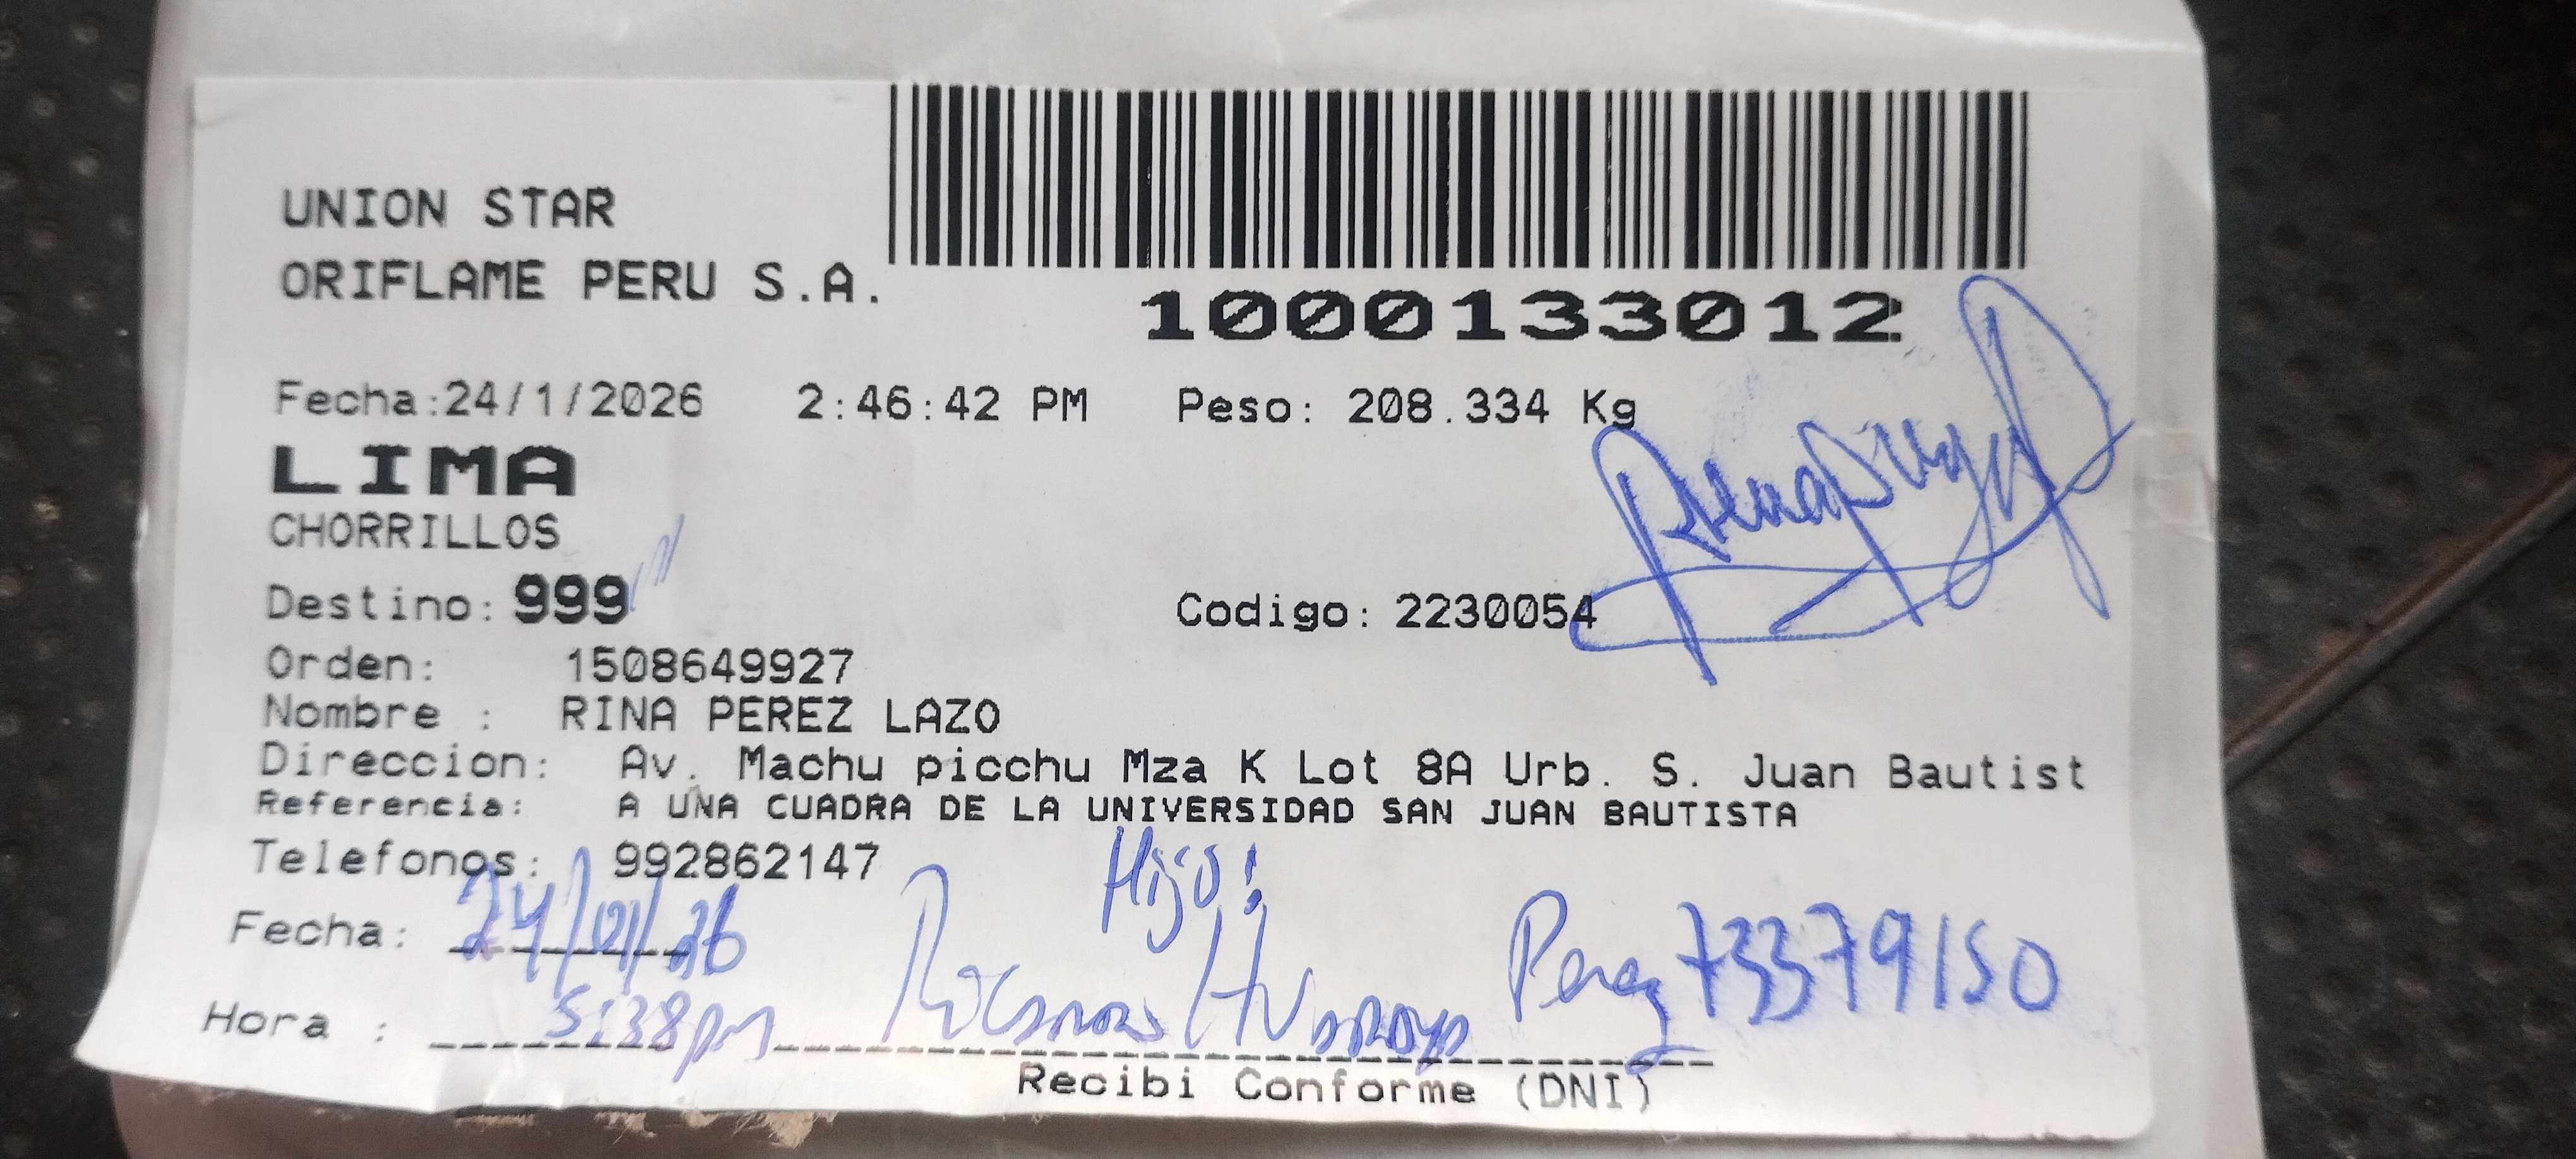 UNION STAR
ORIFLAME PERU S.A.
1000133012
Fecha:24/1/2026 2:46:42 PM Peso: 208.334 Kg
LIMA
CHORRILLOS
Destino: 999 Codigo: 2230054
Orden: 1508649927
Nombre : RINA PEREZ LAZO
Direccion: Av. Machu picchu Mza K Lot 8A Urb. S. Juan Bautist
Referencia: A UNA CUADRA DE LA UNIVERSIDAD SAN JUAN BAUTISTA
Telefonos: 992862147
Hijo:
Fecha: 24/01/26
Perez 73379150
Hora : 5:38pm
Recibi Conforme (DNI)